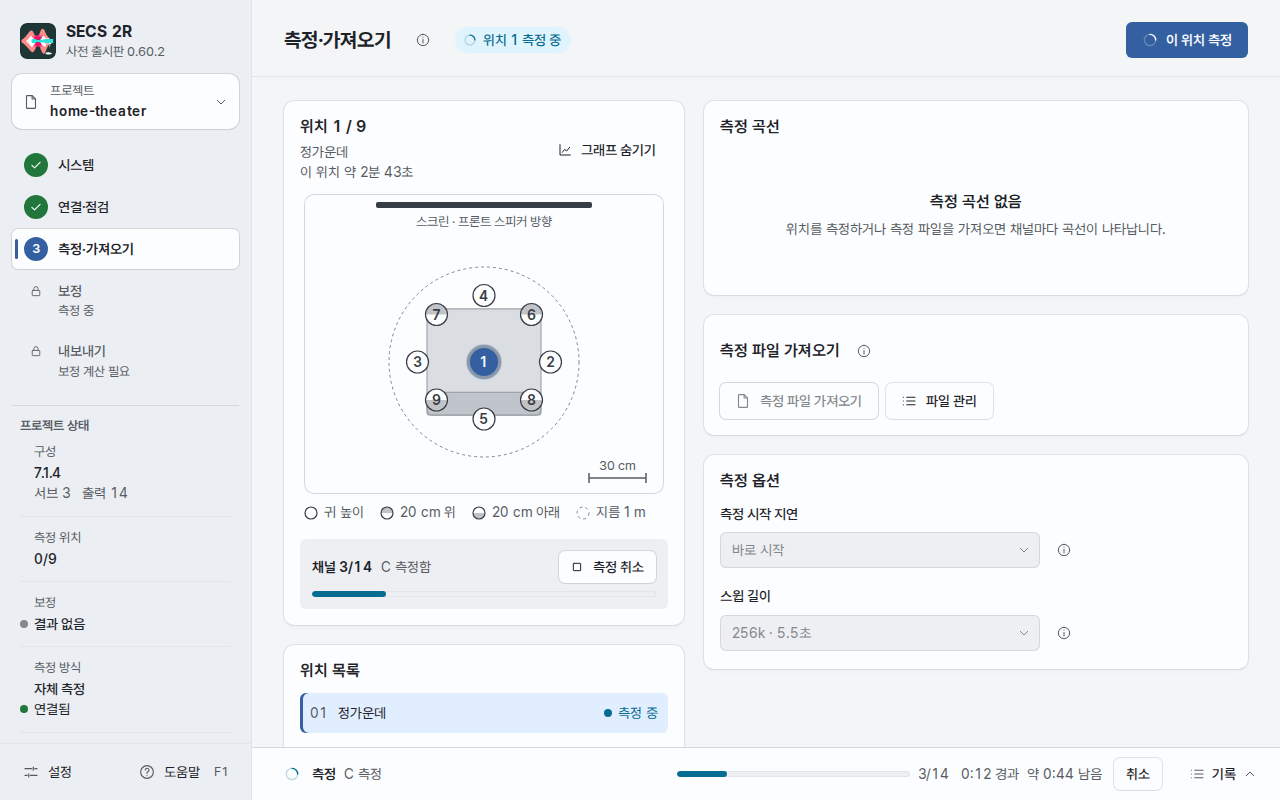 SECS 2R
사전 출시판 0.60.2
프로젝트
home-theater
시스템
연결·점검
3 측정·가져오기
보정
측정 중
내보내기
보정 계산 필요
프로젝트 상태
구성
7.1.4
서브 3 출력 14
측정 위치
0/9
보정
결과 없음
측정 방식
자체 측정
연결됨
설정
도움말 F1
측정·가져오기
위치 1 측정 중
이 위치 측정
위치 1 / 9
정가운데
이 위치 약 2분 43초
그래프 숨기기
스크린 · 프론트 스피커 방향
4
7 6
3 1 2
9 8
5
30 cm
귀 높이 20 cm 위 20 cm 아래 지름 1 m
채널 3/14 C 측정함
측정 취소
위치 목록
01 정가운데 측정 중
측정 곡선
측정 곡선 없음
위치를 측정하거나 측정 파일을 가져오면 채널마다 곡선이 나타납니다.
측정 파일 가져오기
측정 파일 가져오기 파일 관리
측정 옵션
측정 시작 지연
바로 시작
스윕 길이
256k · 5.5초
측정 C 측정
3/14 0:12 경과 약 0:44 남음 취소 기록